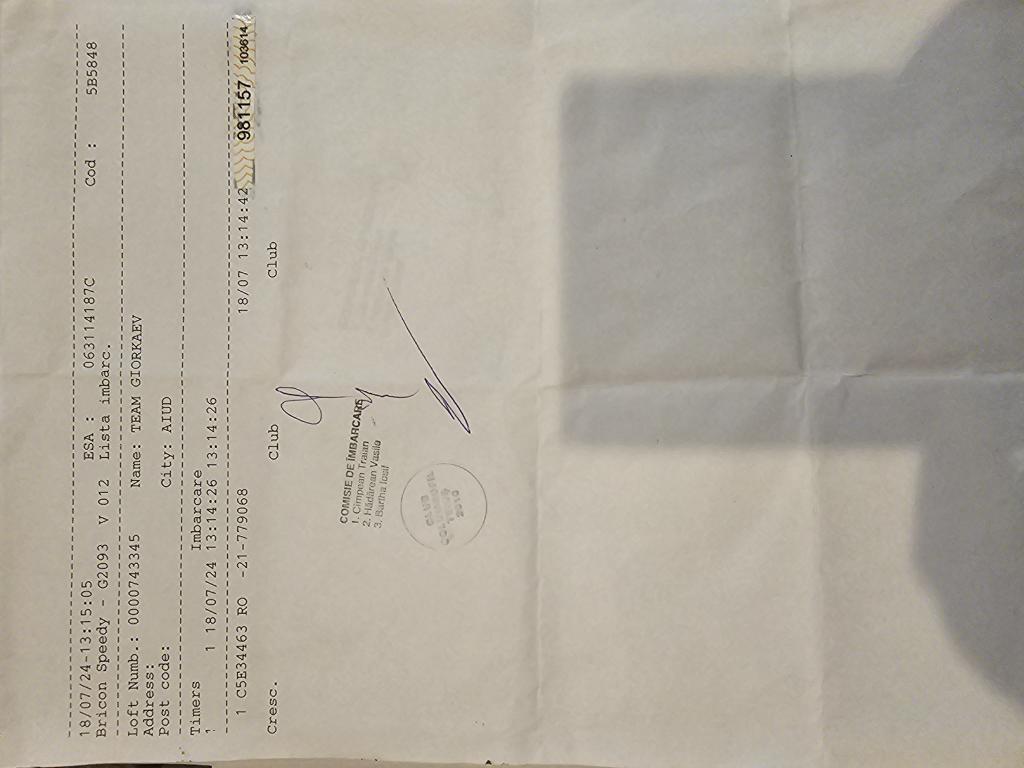 18/07/24-13:15:05 ESA : 063114187C Cod : 5B5848
Bricon Speedy - G2093 V 012 Lista imbarc.
Loft Numb.: 0000743345 Name: TEAM GIORKAEV
Address:
Post code: City: AIUD
Timers Imbarcare
1 1 18/07/24 13:14:26 13:14:26
1 C5E34463 RO -21-779068 18/07 13:14:42 981157 103614
Cresc. Club Club
COMISIE DE ÎMBARCARE
1. Cîmpean Traian
2. Hădărean Vasile
3. Bartha Iosif
CLUB
2010